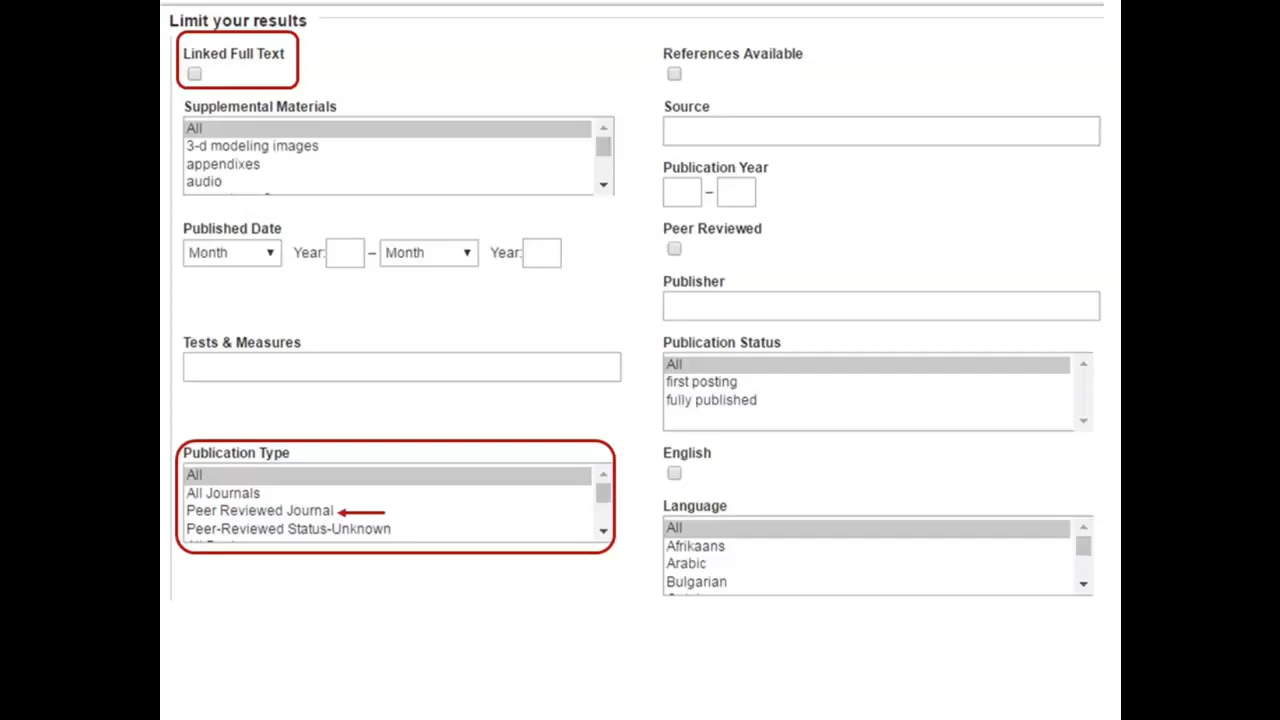 Limit your results
Linked Full Text
Supplemental Materials
All
3-d modeling images
appendixes
audio
Published Date
Month Year: – Month Year:
Tests & Measures
Publication Type
All
All Journals
Peer Reviewed Journal
Peer-Reviewed Status-Unknown
References Available
Source
Publication Year
–
Peer Reviewed
Publisher
Publication Status
All
first posting
fully published
English
Language
All
Afrikaans
Arabic
Bulgarian